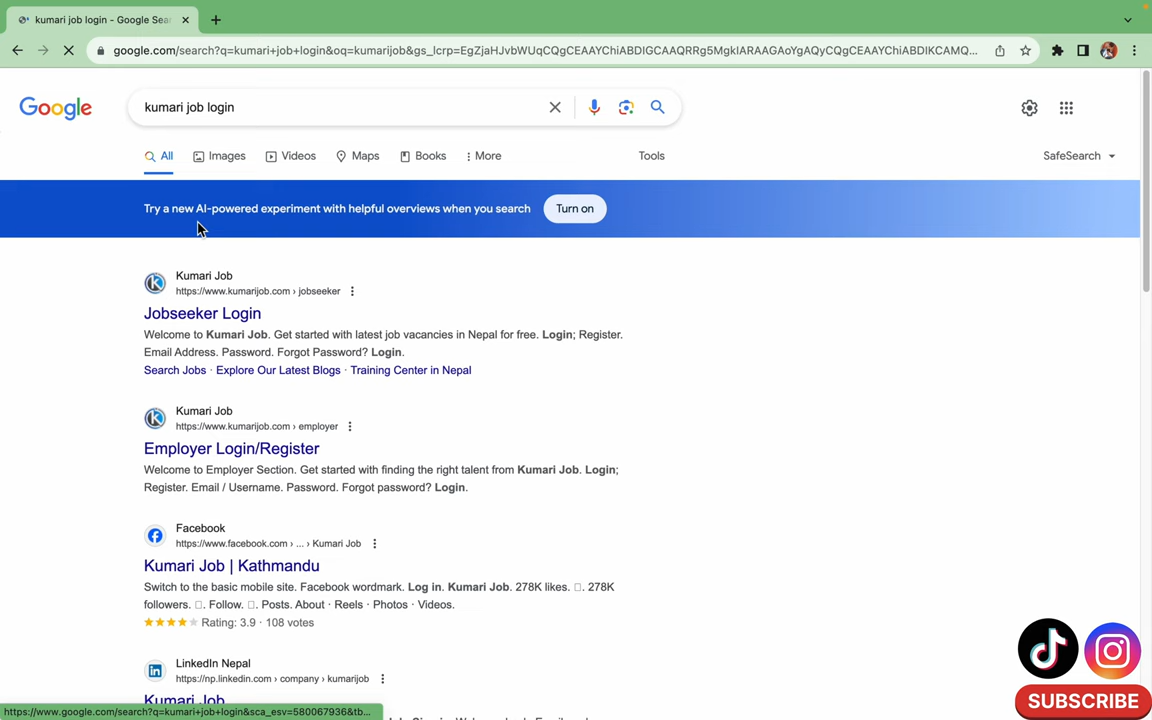 kumari job login - Google Sea
google.com/search?q=kumari+job+login&oq=kumarijob&gs_lcrp=EgZjaHJvbWUqCQgCEAAYChiABDIGCAAQRRg5MgkIARAAGAoYgAQyCQgCEAAYChiABDIKCAMQ...
Google
kumari job login
All Images Videos Maps Books More Tools SafeSearch
Try a new AI-powered experiment with helpful overviews when you search Turn on
Kumari Job
https://www.kumarijob.com › jobseeker
Jobseeker Login
Welcome to Kumari Job. Get started with latest job vacancies in Nepal for free. Login; Register.
Email Address. Password. Forgot Password? Login.
Search Jobs · Explore Our Latest Blogs · Training Center in Nepal
Kumari Job
https://www.kumarijob.com › employer
Employer Login/Register
Welcome to Employer Section. Get started with finding the right talent from Kumari Job. Login;
Register. Email / Username. Password. Forgot password? Login.
Facebook
https://www.facebook.com › ... › Kumari Job
Kumari Job | Kathmandu
Switch to the basic mobile site. Facebook wordmark. Log in. Kumari Job. 278K likes. 278K
followers. Follow. Posts. About · Reels · Photos · Videos.
Rating: 3.9 · 108 votes
LinkedIn Nepal
https://np.linkedin.com › company › kumarijob
Kumari Job
https://www.google.com/search?q=kumari+job+login&sca_esv=580067936&tb...
SUBSCRIBE